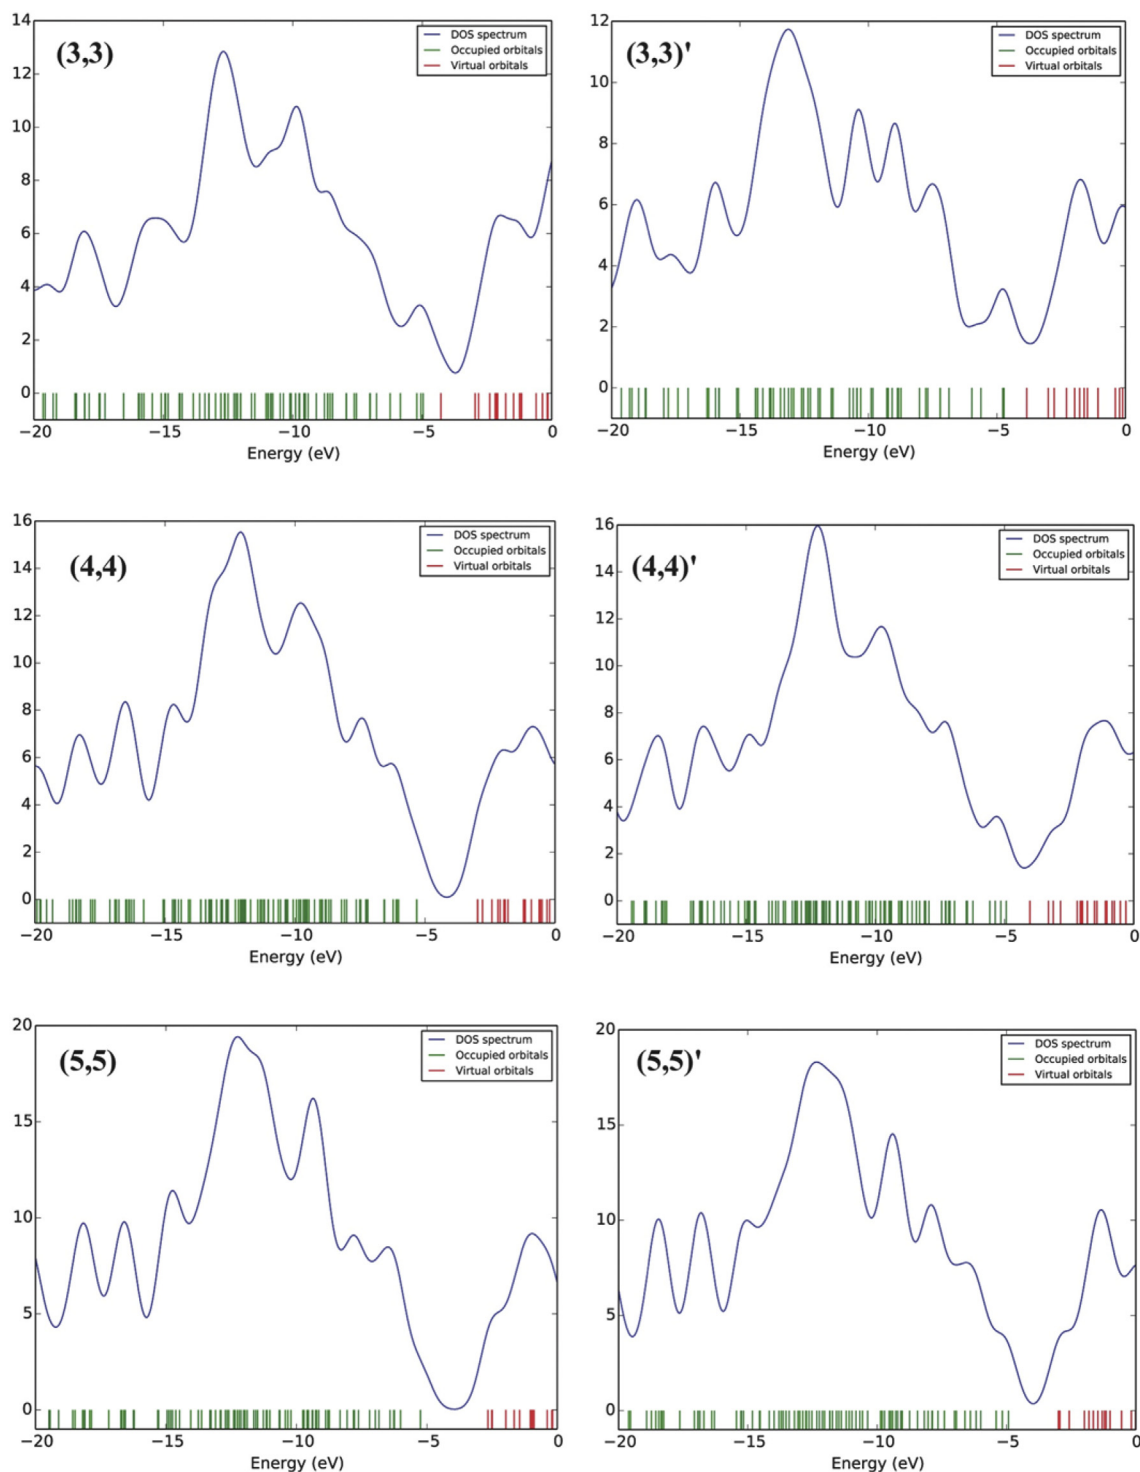 (3,3)
DOS spectrum
Occupied orbitals
Virtual orbitals
14
12
10
8
6
4
2
0
−20 −15 −10 −5 0
Energy (eV)
(3,3)'
DOS spectrum
Occupied orbitals
Virtual orbitals
12
10
8
6
4
2
0
−20 −15 −10 −5 0
Energy (eV)
(4,4)
DOS spectrum
Occupied orbitals
Virtual orbitals
16
14
12
10
8
6
4
2
0
−20 −15 −10 −5 0
Energy (eV)
(4,4)'
DOS spectrum
Occupied orbitals
Virtual orbitals
16
14
12
10
8
6
4
2
0
−20 −15 −10 −5 0
Energy (eV)
(5,5)
DOS spectrum
Occupied orbitals
Virtual orbitals
20
15
10
5
0
−20 −15 −10 −5 0
Energy (eV)
(5,5)'
DOS spectrum
Occupied orbitals
Virtual orbitals
20
15
10
5
0
−20 −15 −10 −5 0
Energy (eV)